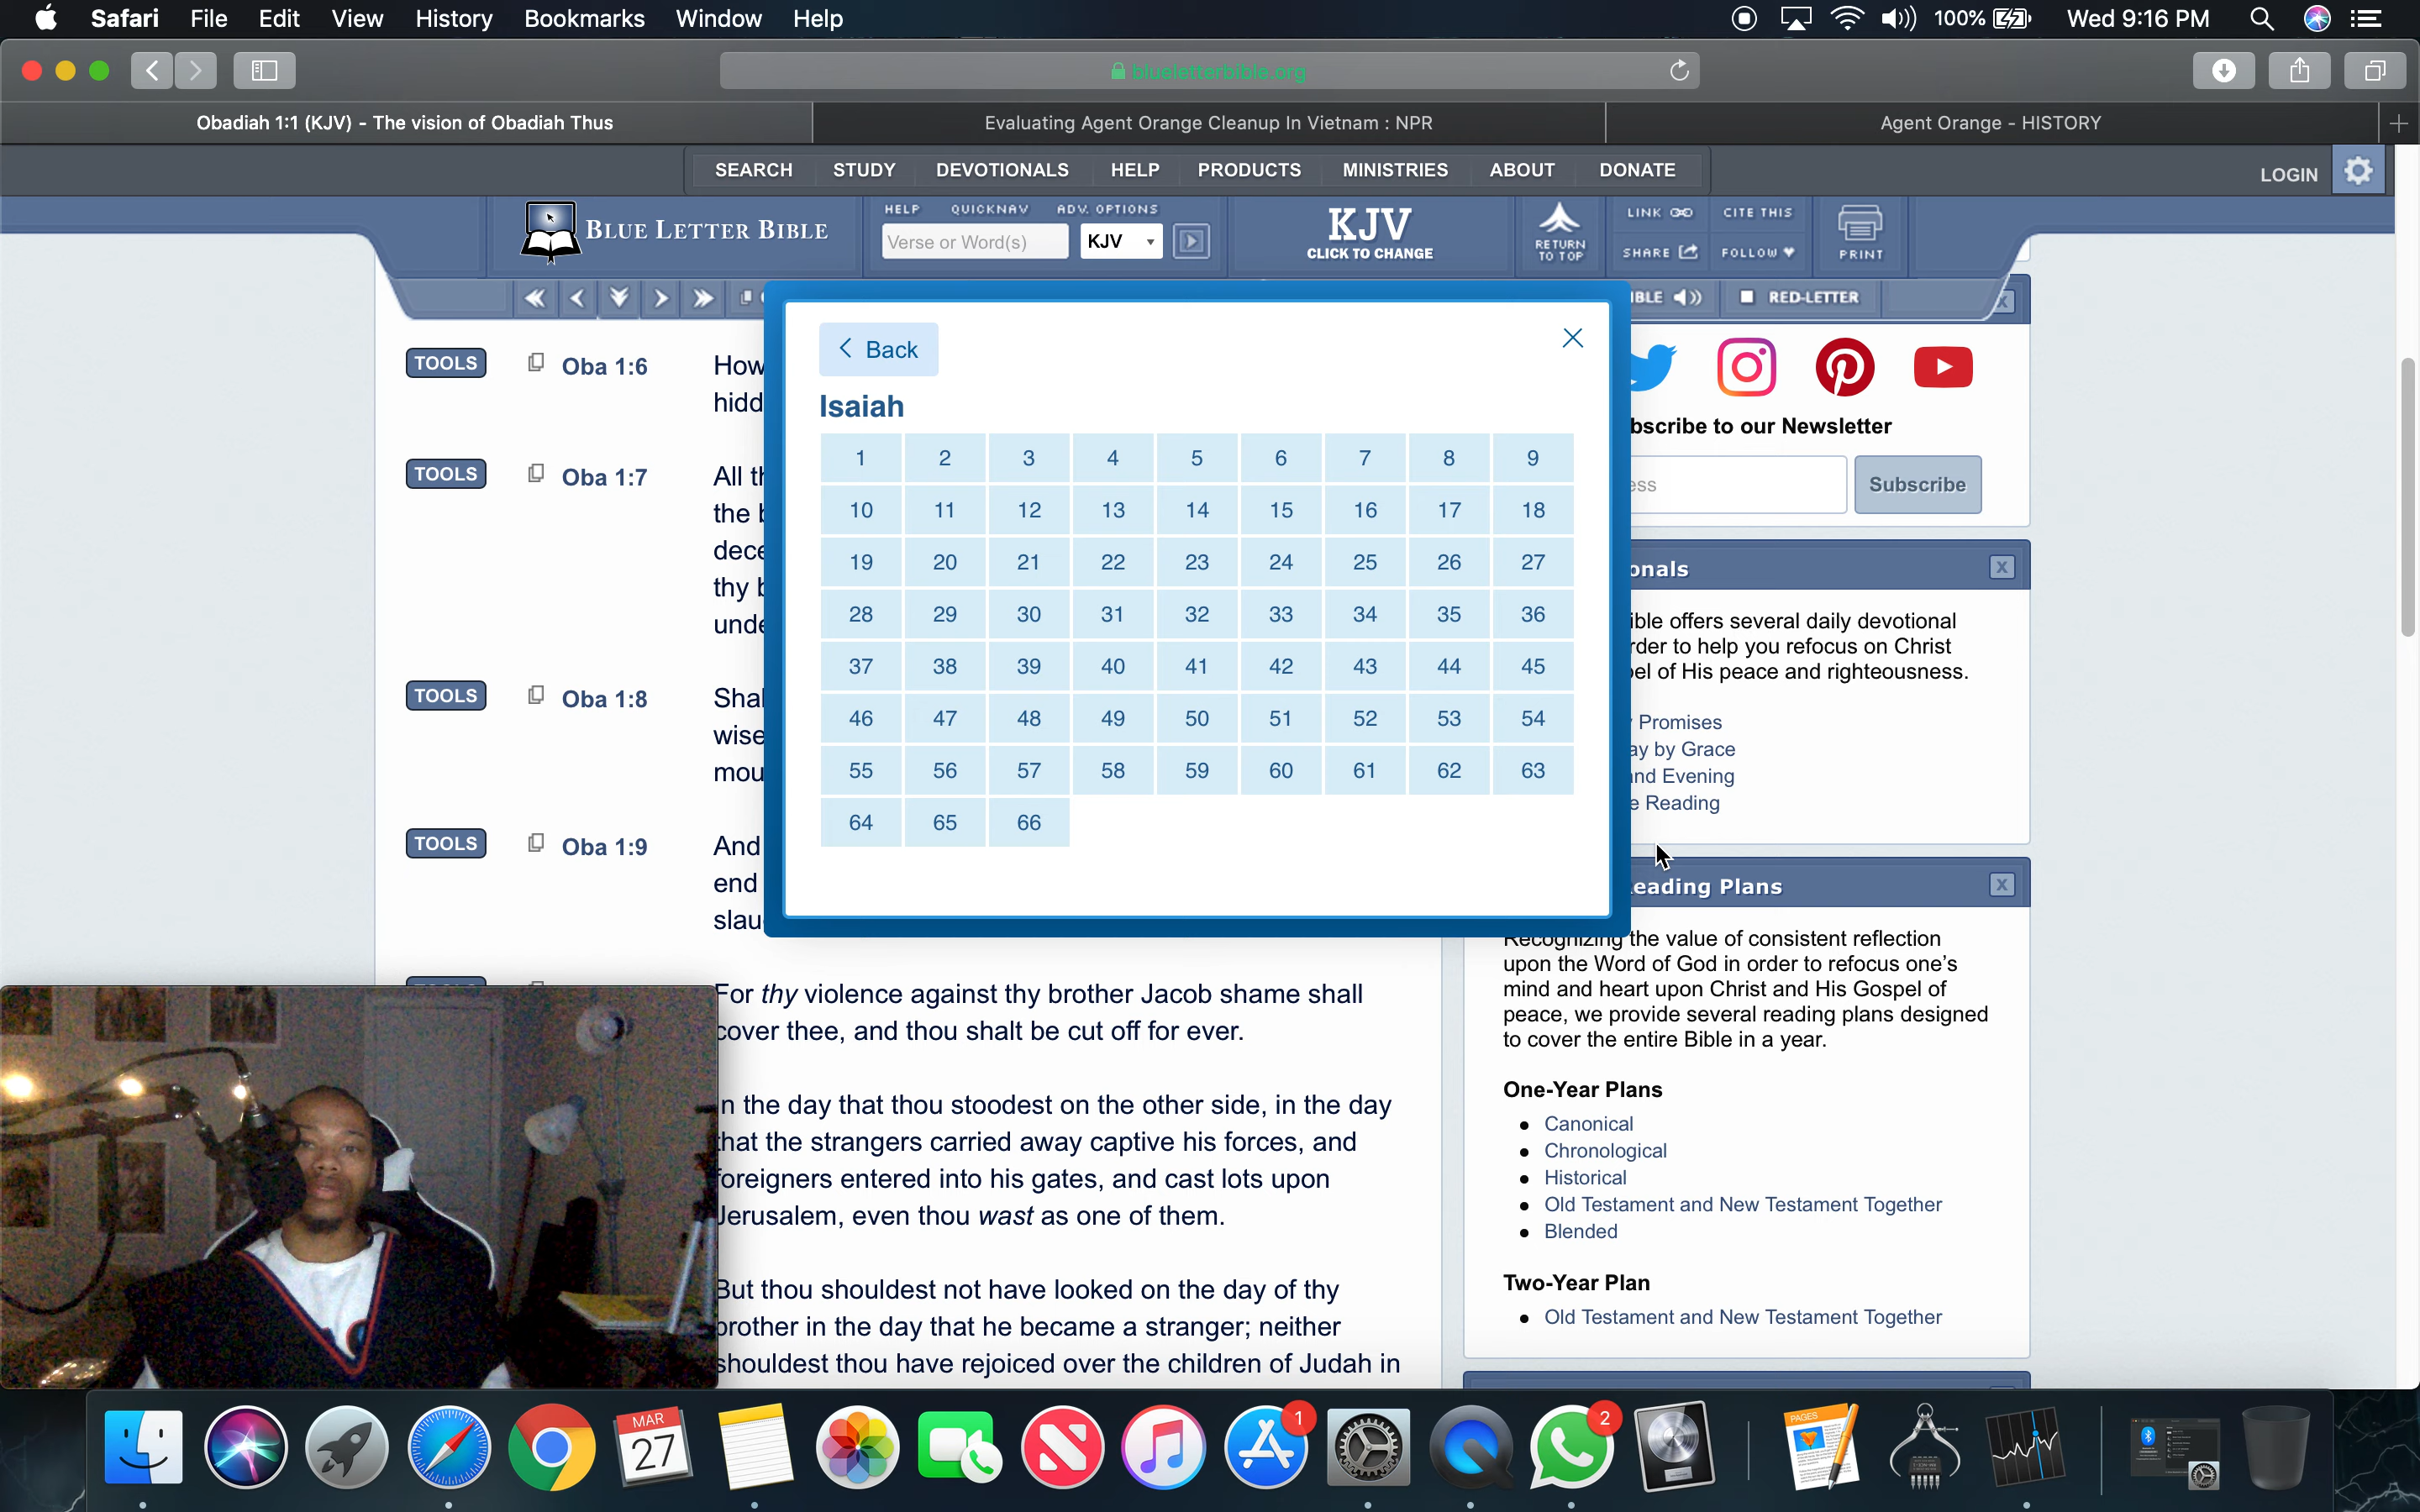 Safari File Edit View History Bookmarks Window Help 100% Wed 9:16 PM
blueletterbible.org
Obadiah 1:1 (KJV) - The vision of Obadiah Thus
Evaluating Agent Orange Cleanup In Vietnam : NPR
Agent Orange - HISTORY
SEARCH STUDY DEVOTIONALS HELP PRODUCTS MINISTRIES ABOUT DONATE
LOGIN
BLUE LETTER BIBLE
HELP QUICKNAV ADV. OPTIONS
Verse or Word(s)
KJV
KJV
CLICK TO CHANGE
RETURN
TO TOP
LINK CITE THIS
SHARE FOLLOW
PRINT
IBLE RED-LETTER
Back
Isaiah
1 2 3 4 5 6 7 8 9
10 11 12 13 14 15 16 17 18
19 20 21 22 23 24 25 26 27
28 29 30 31 32 33 34 35 36
37 38 39 40 41 42 43 44 45
46 47 48 49 50 51 52 53 54
55 56 57 58 59 60 61 62 63
64 65 66
TOOLS Oba 1:6 How
hidd
TOOLS Oba 1:7 All th
the b
dece
thy b
unde
TOOLS Oba 1:8 Shal
wise
mou
TOOLS Oba 1:9 And
end
slau
For thy violence against thy brother Jacob shame shall
cover thee, and thou shalt be cut off for ever.
n the day that thou stoodest on the other side, in the day
that the strangers carried away captive his forces, and
foreigners entered into his gates, and cast lots upon
Jerusalem, even thou wast as one of them.
But thou shouldest not have looked on the day of thy
brother in the day that he became a stranger; neither
shouldest thou have rejoiced over the children of Judah in
bscribe to our Newsletter
ess
Subscribe
onals
X
ible offers several daily devotional
rder to help you refocus on Christ
pel of His peace and righteousness.
Promises
ay by Grace
and Evening
e Reading
eading Plans
X
Recognizing the value of consistent reflection
upon the Word of God in order to refocus one's
mind and heart upon Christ and His Gospel of
peace, we provide several reading plans designed
to cover the entire Bible in a year.
One-Year Plans
Canonical
Chronological
Historical
Old Testament and New Testament Together
Blended
Two-Year Plan
Old Testament and New Testament Together
MAR
27
1
2
PAGES